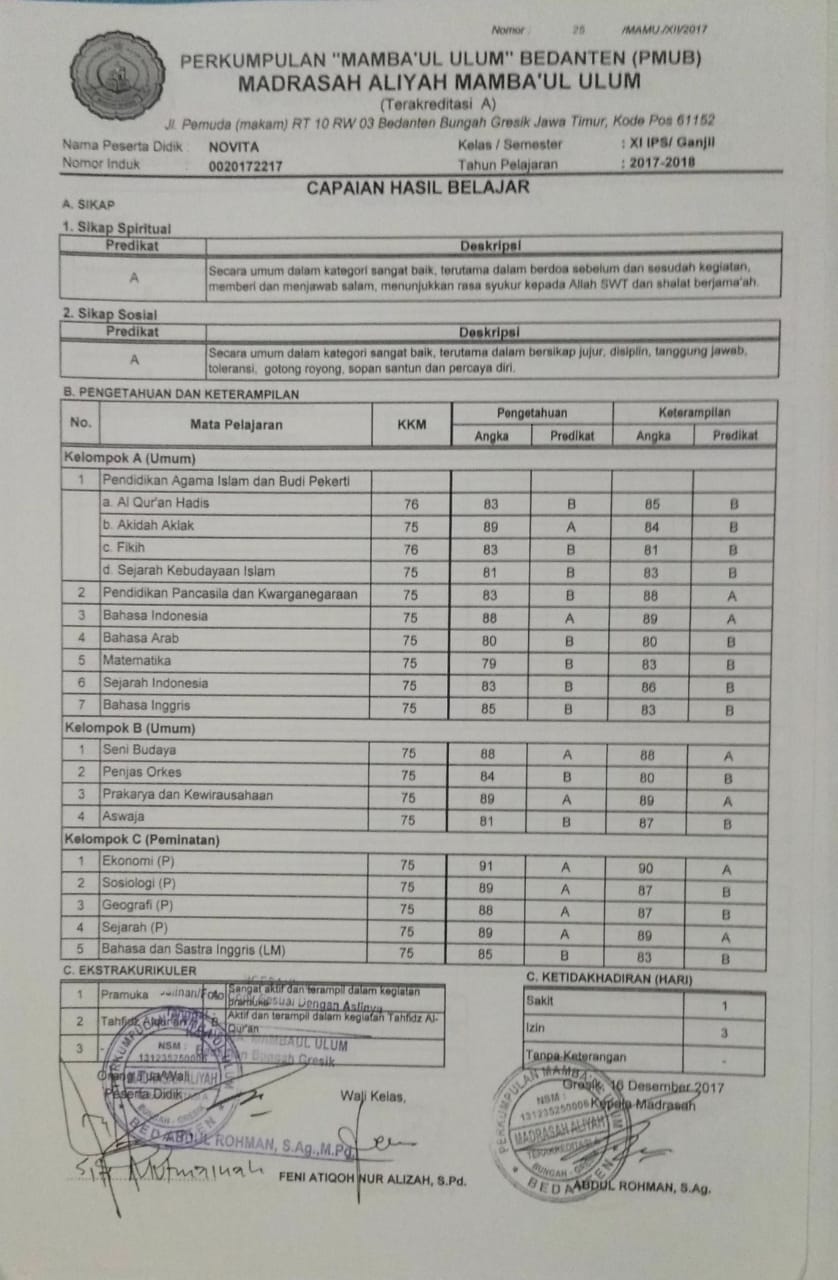 Nomor : 25 /MAMU./XII/2017
PERKUMPULAN "MAMBA'UL ULUM" BEDANTEN (PMUB)
MADRASAH ALIYAH MAMBA'UL ULUM
(Terakreditasi A)
Jl. Pemuda (makam) RT 10 RW 03 Bedanten Bungah Gresik Jawa Timur, Kode Pos 61152
Nama Peserta Didik : NOVITA Kelas / Semester : XI IPS/ Ganjil
Nomor Induk : 0020172217 Tahun Pelajaran : 2017-2018
CAPAIAN HASIL BELAJAR
A. SIKAP
1. Sikap Spiritual
Predikat Deskripsi
A Secara umum dalam kategori sangat baik, terutama dalam berdoa sebelum dan sesudah kegiatan,
memberi dan menjawab salam, menunjukkan rasa syukur kepada Allah SWT dan shalat berjama'ah.
2. Sikap Sosial
Predikat Deskripsi
A Secara umum dalam kategori sangat baik, terutama dalam bersikap jujur, disiplin, tanggung jawab,
toleransi, gotong royong, sopan santun dan percaya diri.
B. PENGETAHUAN DAN KETERAMPILAN
No. Mata Pelajaran KKM Pengetahuan Keterampilan
Angka Predikat Angka Predikat
Kelompok A (Umum)
1 Pendidikan Agama Islam dan Budi Pekerti
a. Al Qur'an Hadis 76 83 B 85 B
b. Akidah Aklak 75 89 A 84 B
c. Fikih 76 83 B 81 B
d. Sejarah Kebudayaan Islam 75 81 B 83 B
2 Pendidikan Pancasila dan Kwarganegaraan 75 83 B 88 A
3 Bahasa Indonesia 75 88 A 89 A
4 Bahasa Arab 75 80 B 80 B
5 Matematika 75 79 B 83 B
6 Sejarah Indonesia 75 83 B 86 B
7 Bahasa Inggris 75 85 B 83 B
Kelompok B (Umum)
1 Seni Budaya 75 88 A 88 A
2 Penjas Orkes 75 84 B 80 B
3 Prakarya dan Kewirausahaan 75 89 A 89 A
4 Aswaja 75 81 B 87 B
Kelompok C (Peminatan)
1 Ekonomi (P) 75 91 A 90 A
2 Sosiologi (P) 75 89 A 87 B
3 Geografi (P) 75 88 A 87 B
4 Sejarah (P) 75 89 A 89 A
5 Bahasa dan Sastra Inggris (LM) 75 85 B 83 B
C. EKSTRAKURIKULER
1 Pramuka Sangat aktif dan terampil dalam kegiatan
pramuka
Sesuai Dengan Aslinya
2 Tahfidz Alqur'an B Aktif dan terampil dalam kegiatan Tahfidz Al-
Qur'an
3 -
MAMBAUL ULUM
Bungah Gresik
C. KETIDAKHADIRAN (HARI)
Sakit 1
Izin 3
Tanpa Keterangan -
Orang Tua/Wali
Peserta Didik
Wali Kelas,
Gresik, 16 Desember 2017
Kepala Madrasah
NSM :
131235250006
BUNGAH - GRESIK
BEDANTEN
ABDUL ROHMAN, S.Ag.,M.Pd.
FENI ATIQOH NUR ALIZAH, S.Pd.
PERKUMPULAN MAMBA'UL ULUM
NSM :
131235250006
MADRASAH ALIYAH
TERAKREDITASI A
BUNGAH - GRESIK
BEDANTEN
ABDUL ROHMAN, S.Ag.